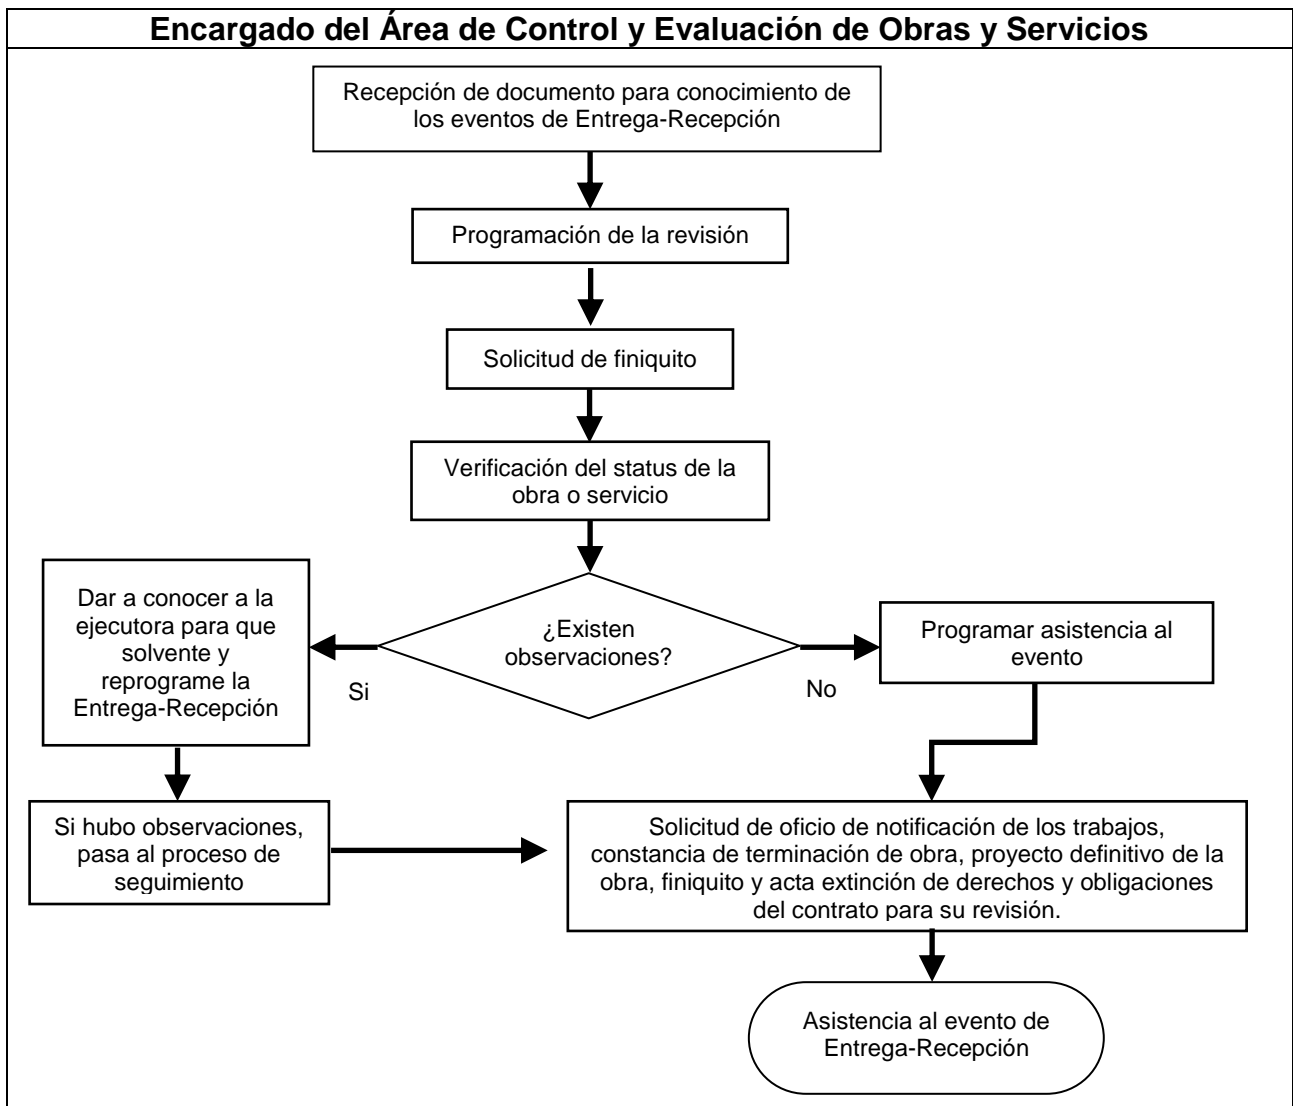 Encargado del Área de Control y Evaluación de Obras y Servicios
Recepción de documento para conocimiento de
los eventos de Entrega-Recepción
Programación de la revisión
Solicitud de finiquito
Verificación del status de la
obra o servicio
¿Existen
observaciones?
Si
No
Dar a conocer a la
ejecutora para que
solvente y
reprograme la
Entrega-Recepción
Programar asistencia al
evento
Si hubo observaciones,
pasa al proceso de
seguimiento
Solicitud de oficio de notificación de los trabajos,
constancia de terminación de obra, proyecto definitivo de la
obra, finiquito y acta extinción de derechos y obligaciones
del contrato para su revisión.
Asistencia al evento de
Entrega-Recepción